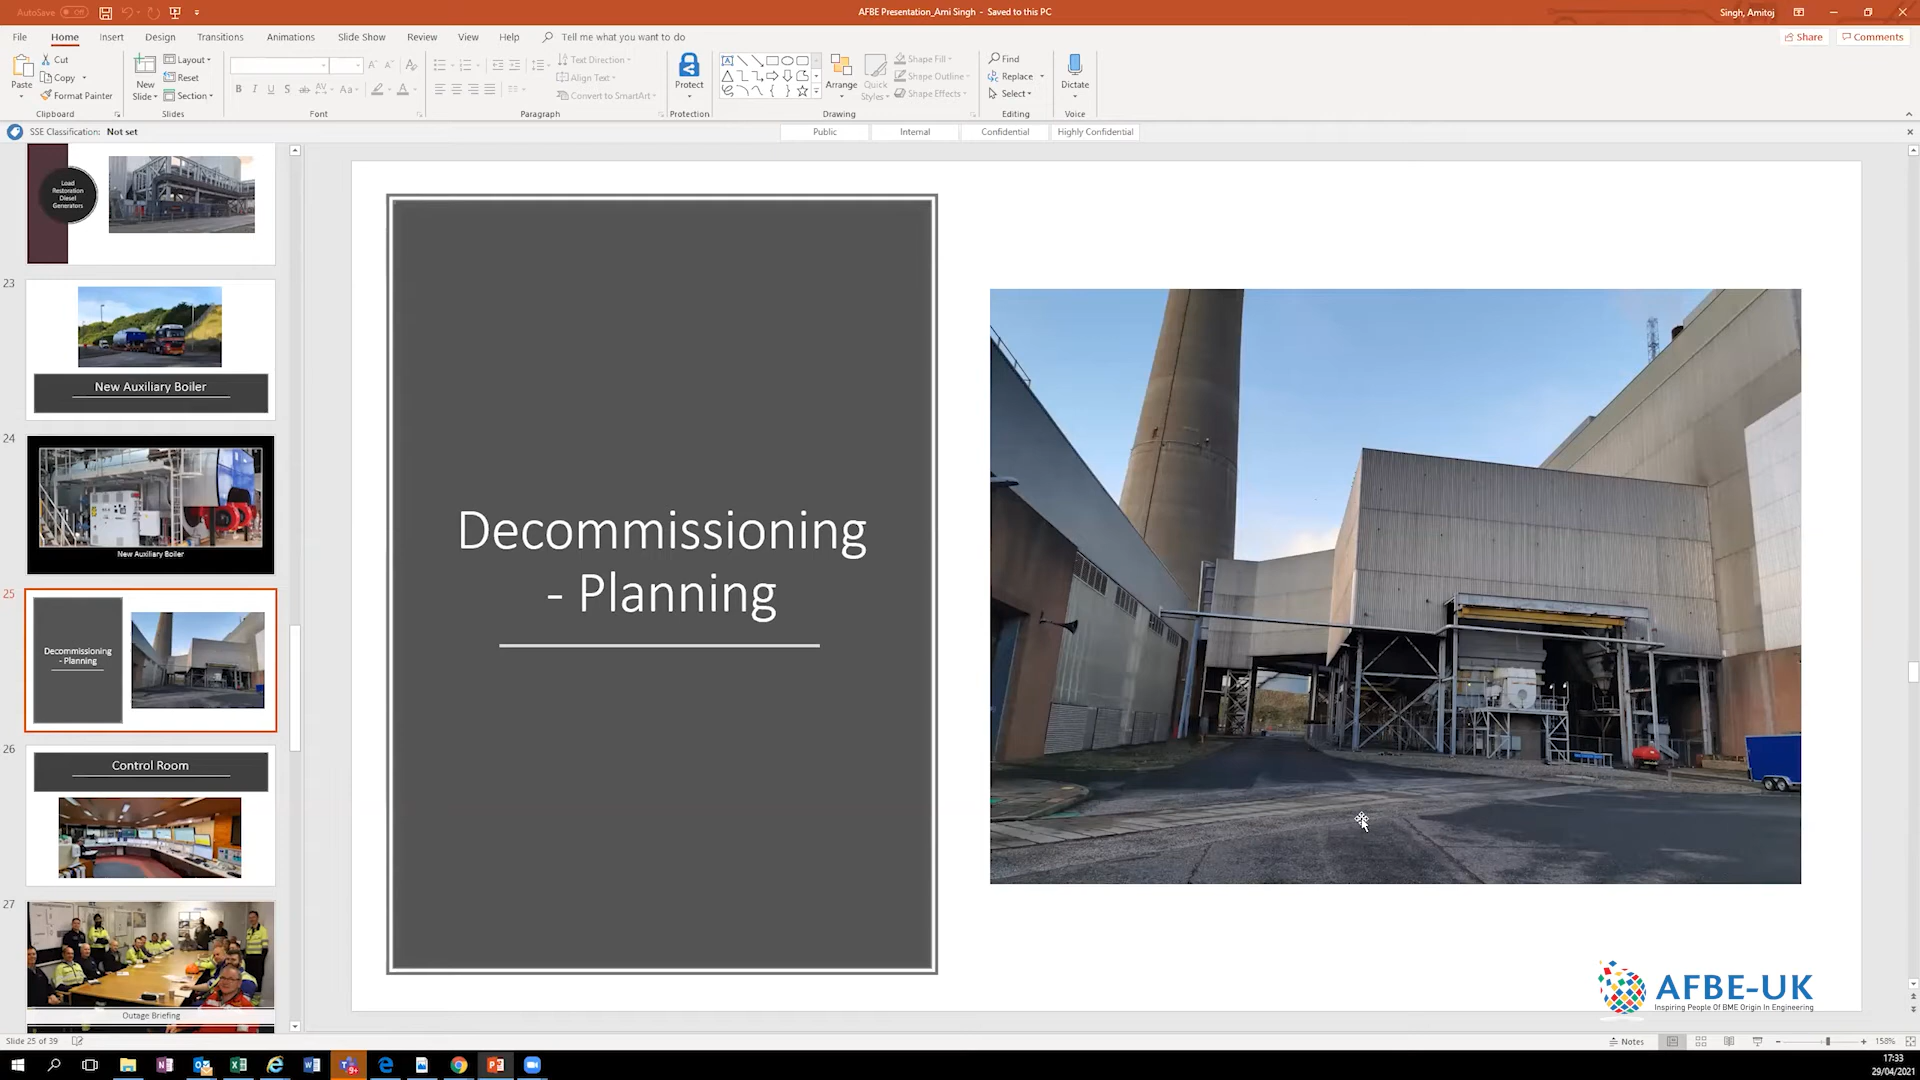 AutoSave Off
AFBE Presentation_Ami Singh - Saved to this PC
Singh, Amitoj
File Home Insert Design Transitions Animations Slide Show Review View Help Tell me what you want to do
Share Comments
Paste
Cut
Copy
Format Painter
Clipboard
New Slide
Layout
Reset
Section
Slides
Font
Text Direction
Align Text
Convert to SmartArt
Paragraph
Protect
Protection
Arrange
Quick Styles
Shape Fill
Shape Outline
Shape Effects
Drawing
Find
Replace
Select
Editing
Dictate
Voice
SSE Classification: Not set
Public Internal Confidential Highly Confidential
Load
Restoration
Diesel
Generators
23
New Auxiliary Boiler
24
New Auxiliary Boiler
25
Decommissioning
- Planning
26
Control Room
27
Outage Briefing
Decommissioning
- Planning
AFBE-UK
Inspiring People Of BME Origin In Engineering
Slide 25 of 39
Notes
158%
17:33
29/04/2021